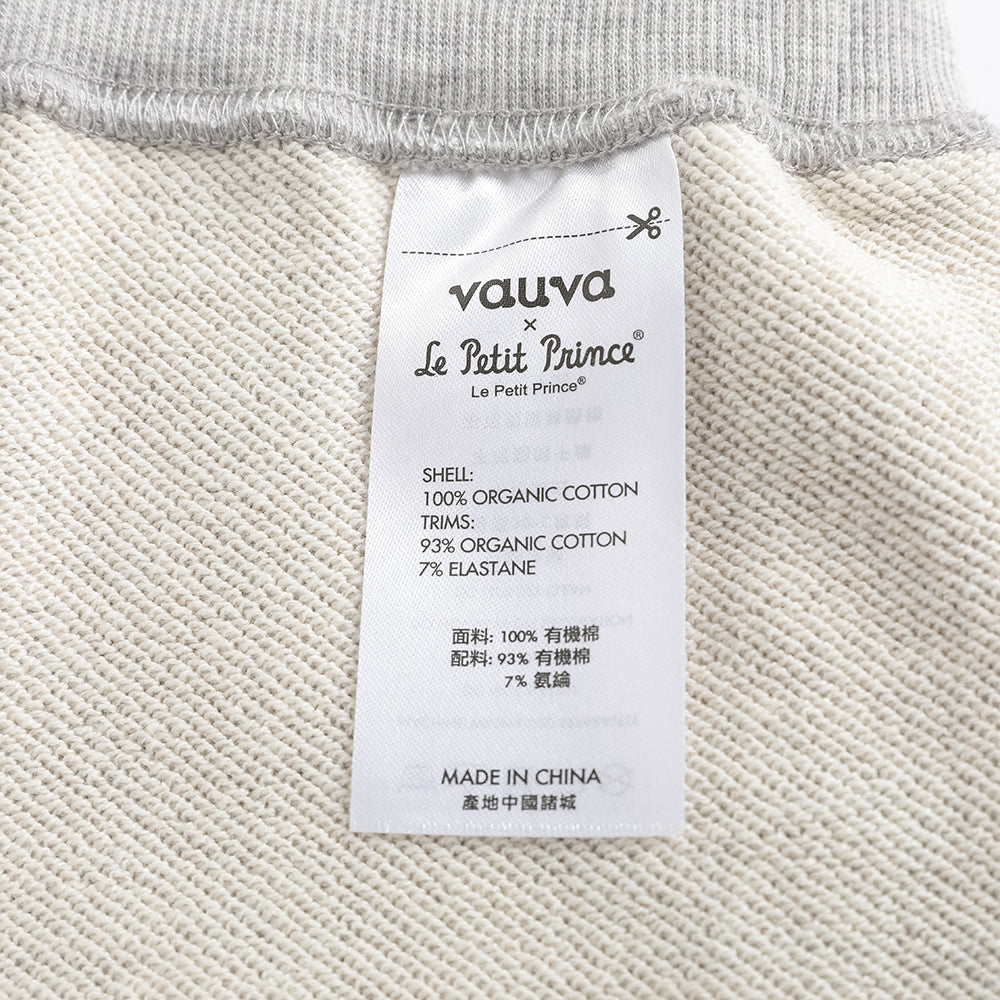 vauva
×
Le Petit Prince®
Le Petit Prince®
SHELL:
100% ORGANIC COTTON
TRIMS:
93% ORGANIC COTTON
7% ELASTANE
面料: 100% 有機棉
配料: 93% 有機棉
7% 氨綸
MADE IN CHINA
產地中國諸城